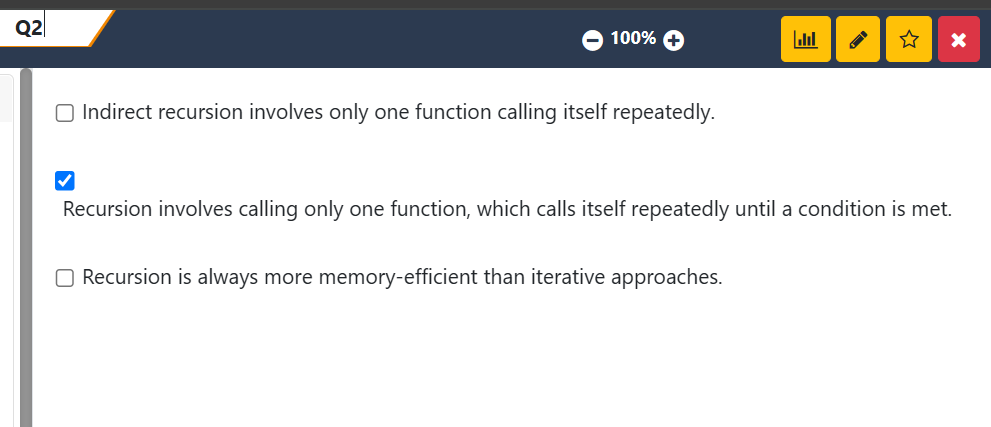 Q2
100%
Indirect recursion involves only one function calling itself repeatedly.
Recursion involves calling only one function, which calls itself repeatedly until a condition is met.
Recursion is always more memory-efficient than iterative approaches.